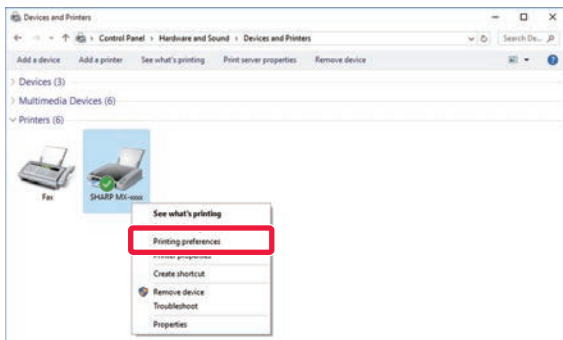 Devices and Printers
Control Panel › Hardware and Sound › Devices and Printers
Search De...
Add a device Add a printer See what's printing Print server properties Remove device
Devices (3)
Multimedia Devices (6)
Printers (6)
Fax
SHARP MX-xxxx
See what's printing
Printing preferences
Printer properties
Create shortcut
Remove device
Troubleshoot
Properties